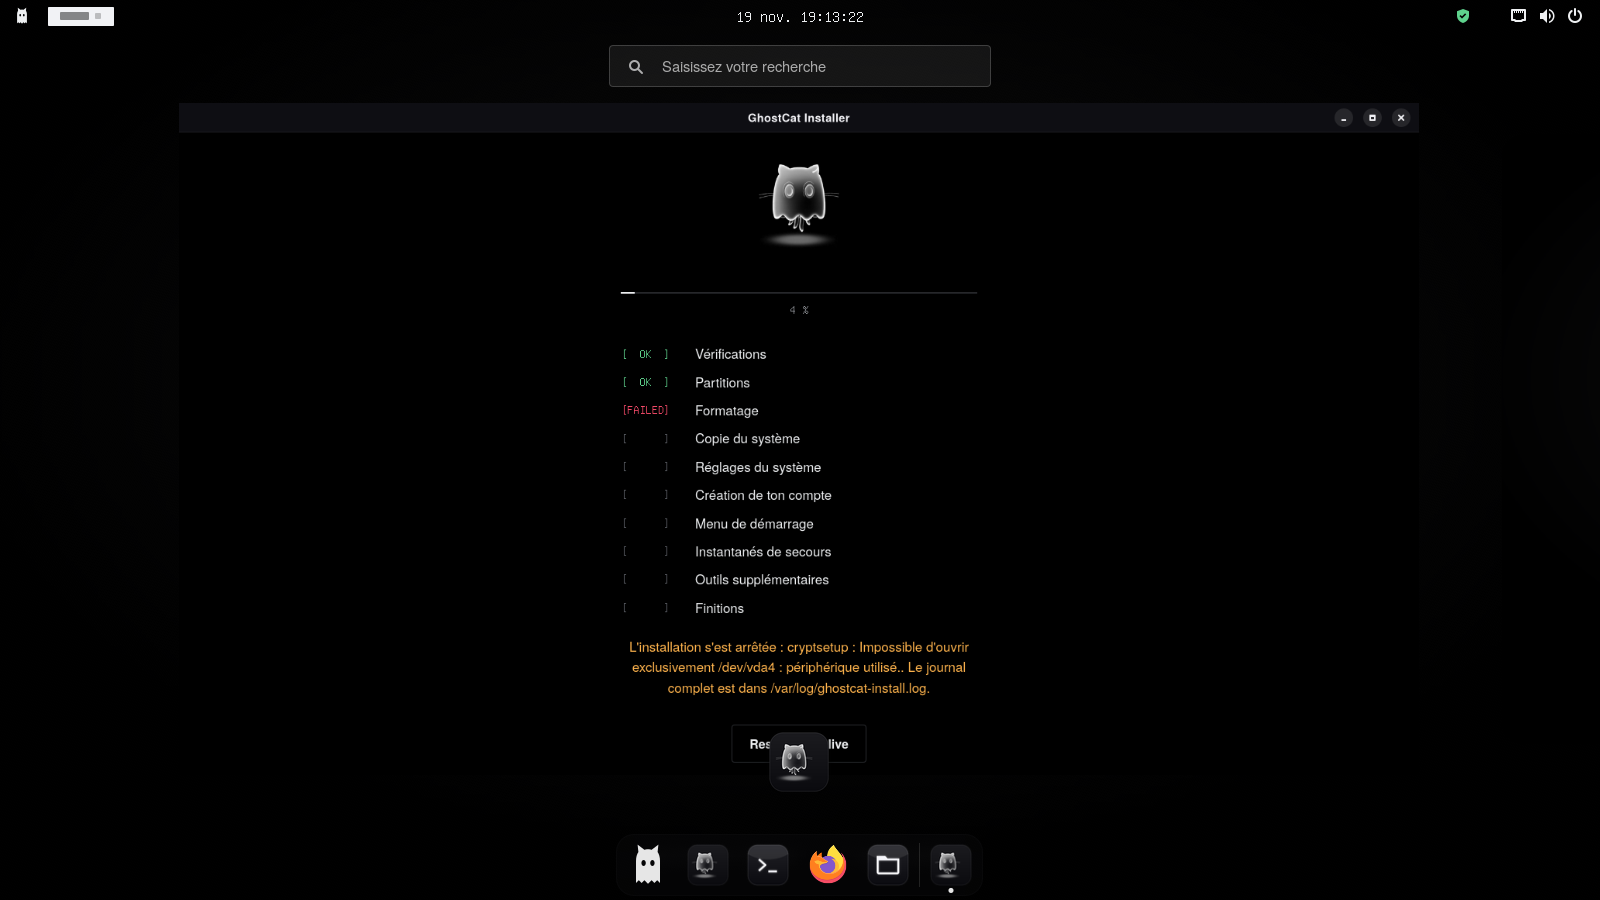 19 nov. 19:13:22
Saisissez votre recherche
GhostCat Installer
4 %
[ OK ] Vérifications
[ OK ] Partitions
[FAILED] Formatage
[ ] Copie du système
[ ] Réglages du système
[ ] Création de ton compte
[ ] Menu de démarrage
[ ] Instantanés de secours
[ ] Outils supplémentaires
[ ] Finitions
L'installation s'est arrêtée : cryptsetup : Impossible d'ouvrir
exclusivement /dev/vda4 : périphérique utilisé.. Le journal
complet est dans /var/log/ghostcat-install.log.
live